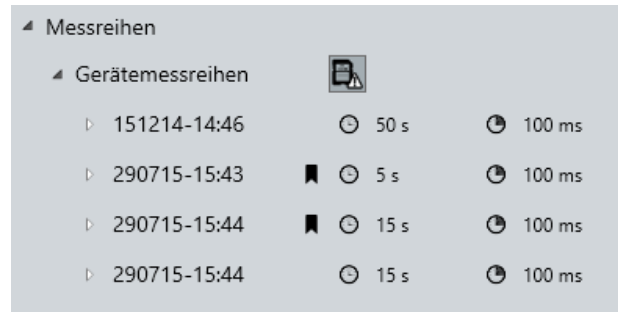 Messreihen
Gerätemessreihen
151214-14:46 50 s 100 ms
290715-15:43 5 s 100 ms
290715-15:44 15 s 100 ms
290715-15:44 15 s 100 ms